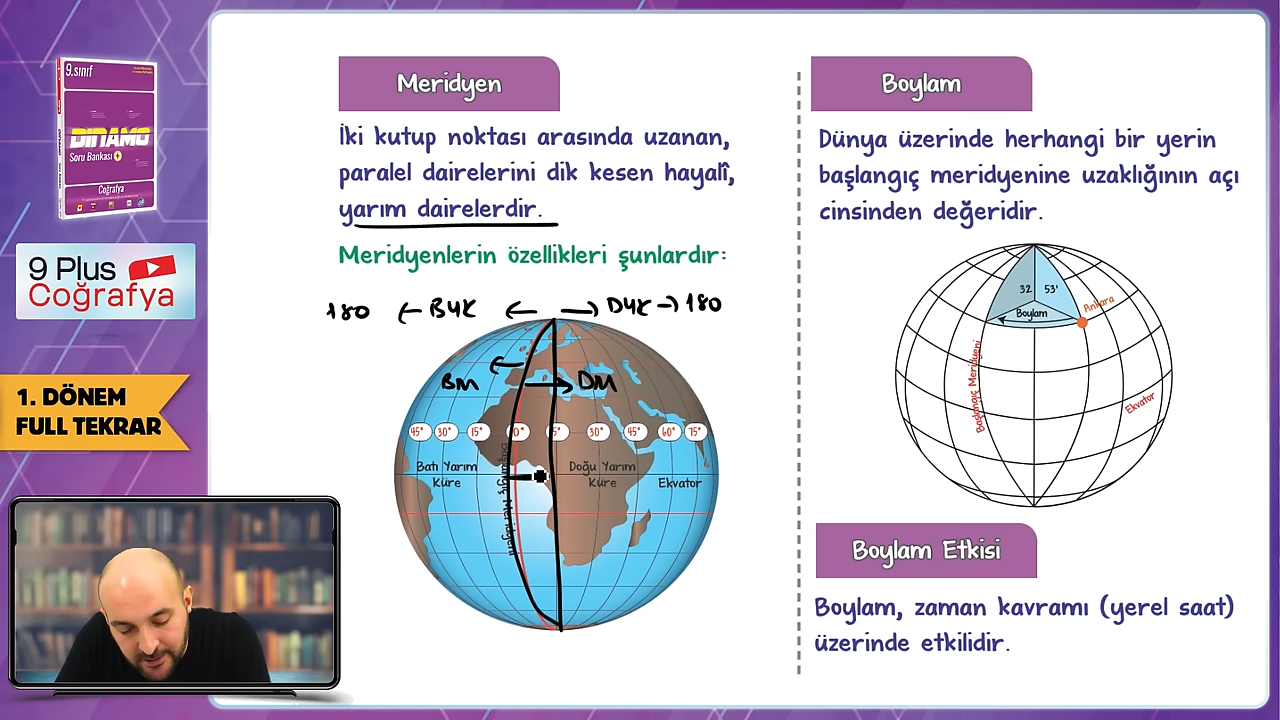 9.sınıf
DİNAMO
Soru Bankası +
Coğrafya
9 Plus
Coğrafya
1. DÖNEM
FULL TEKRAR
Meridyen
İki kutup noktası arasında uzanan,
paralel dairelerini dik kesen hayalî,
yarım dairelerdir.
Meridyenlerin özellikleri şunlardır:
180 ← BYK ← → DYK → 180
BM DM
45° 30° 15° 0° 15° 30° 45° 60° 75°
Batı Yarım Küre
Doğu Yarım Küre
Ekvator
Başlangıç Meridyeni
Boylam
Dünya üzerinde herhangi bir yerin
başlangıç meridyenine uzaklığının açı
cinsinden değeridir.
32 53'
Ankara
Boylam
Başlangıç Meridyeni
Ekvator
Boylam Etkisi
Boylam, zaman kavramı (yerel saat)
üzerinde etkilidir.